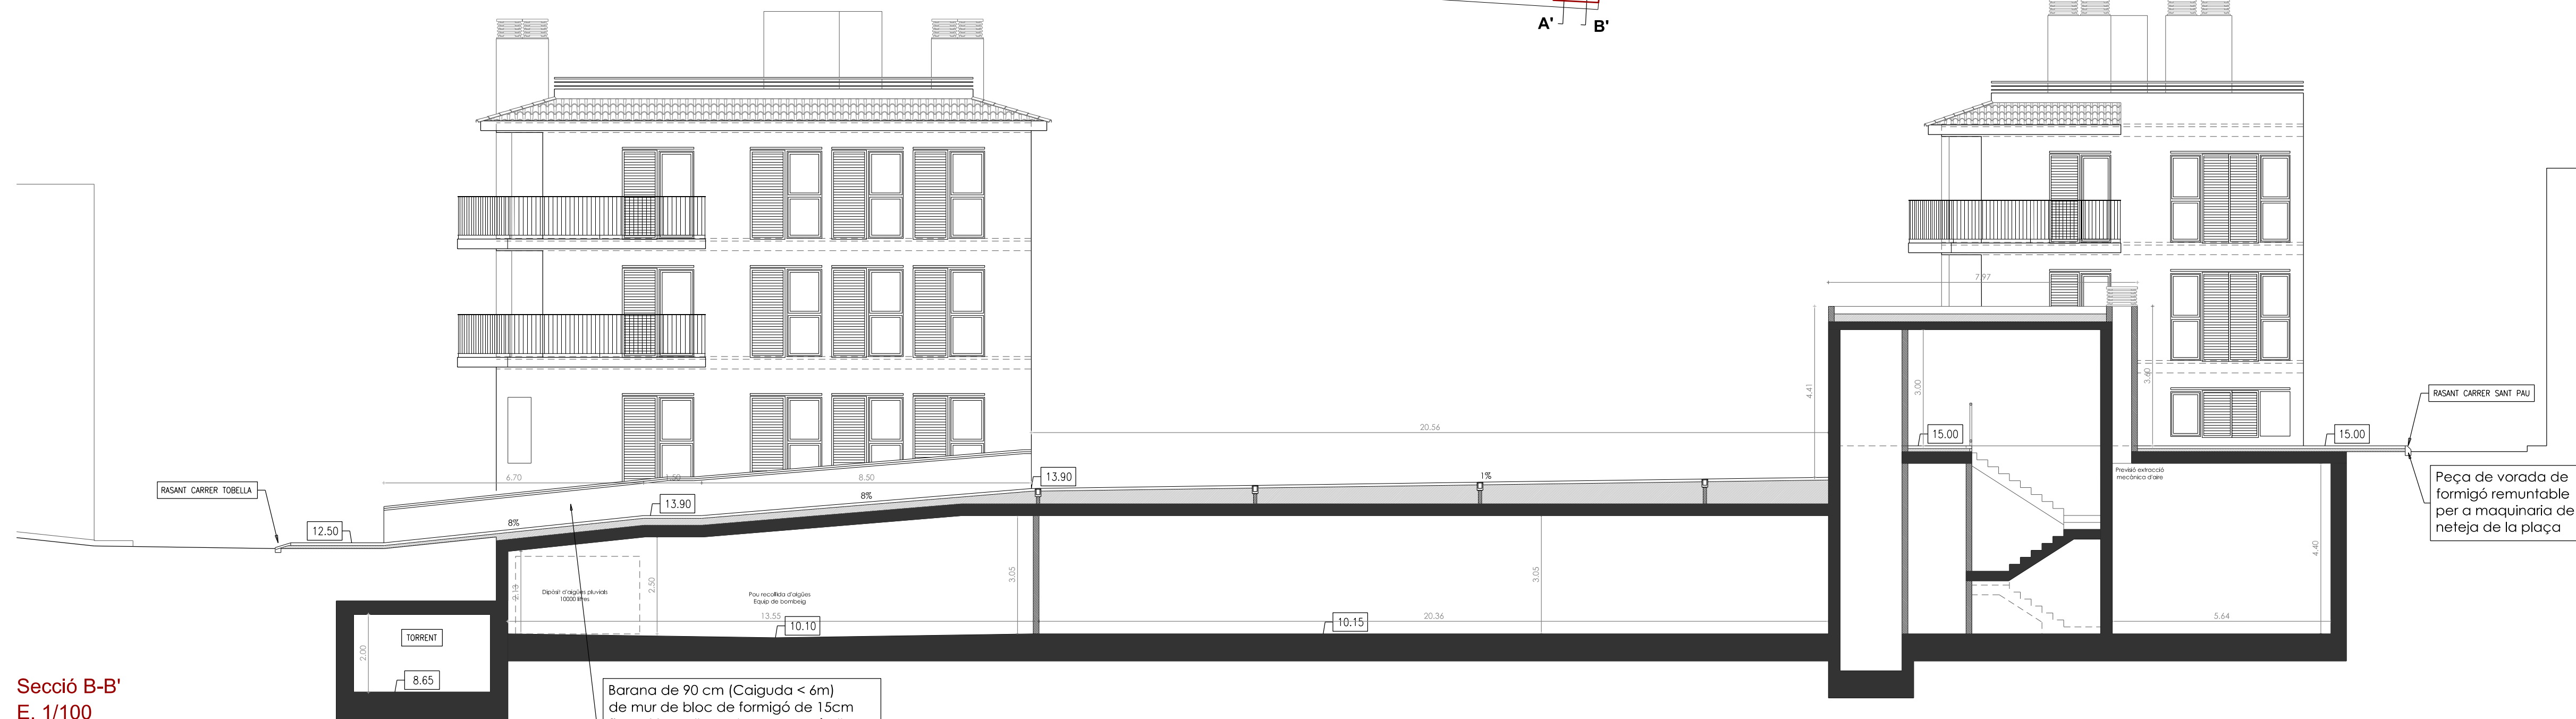 A' B'
7.97
4.41
3.00
3.60
RASANT CARRER SANT PAU
20.56
15.00
15.00
6.70
1.50
8.50
13.90
1%
Previsió extracció
mecànica d'aire
Peça de vorada de
formigó remuntable
per a maquinaria de
neteja de la plaça
RASANT CARRER TOBELLA
8%
13.90
12.50
8%
4.40
2.13
2.50
3.05
3.05
Dipòsit d'aigües pluvials
10000 litres
Pou recollida d'aigües
Equip de bombeig
13.55
10.10
10.15
20.36
5.64
TORRENT
2.00
8.65
Secció B-B'
E. 1/100
Barana de 90 cm (Caiguda < 6m)
de mur de bloc de formigó de 15cm